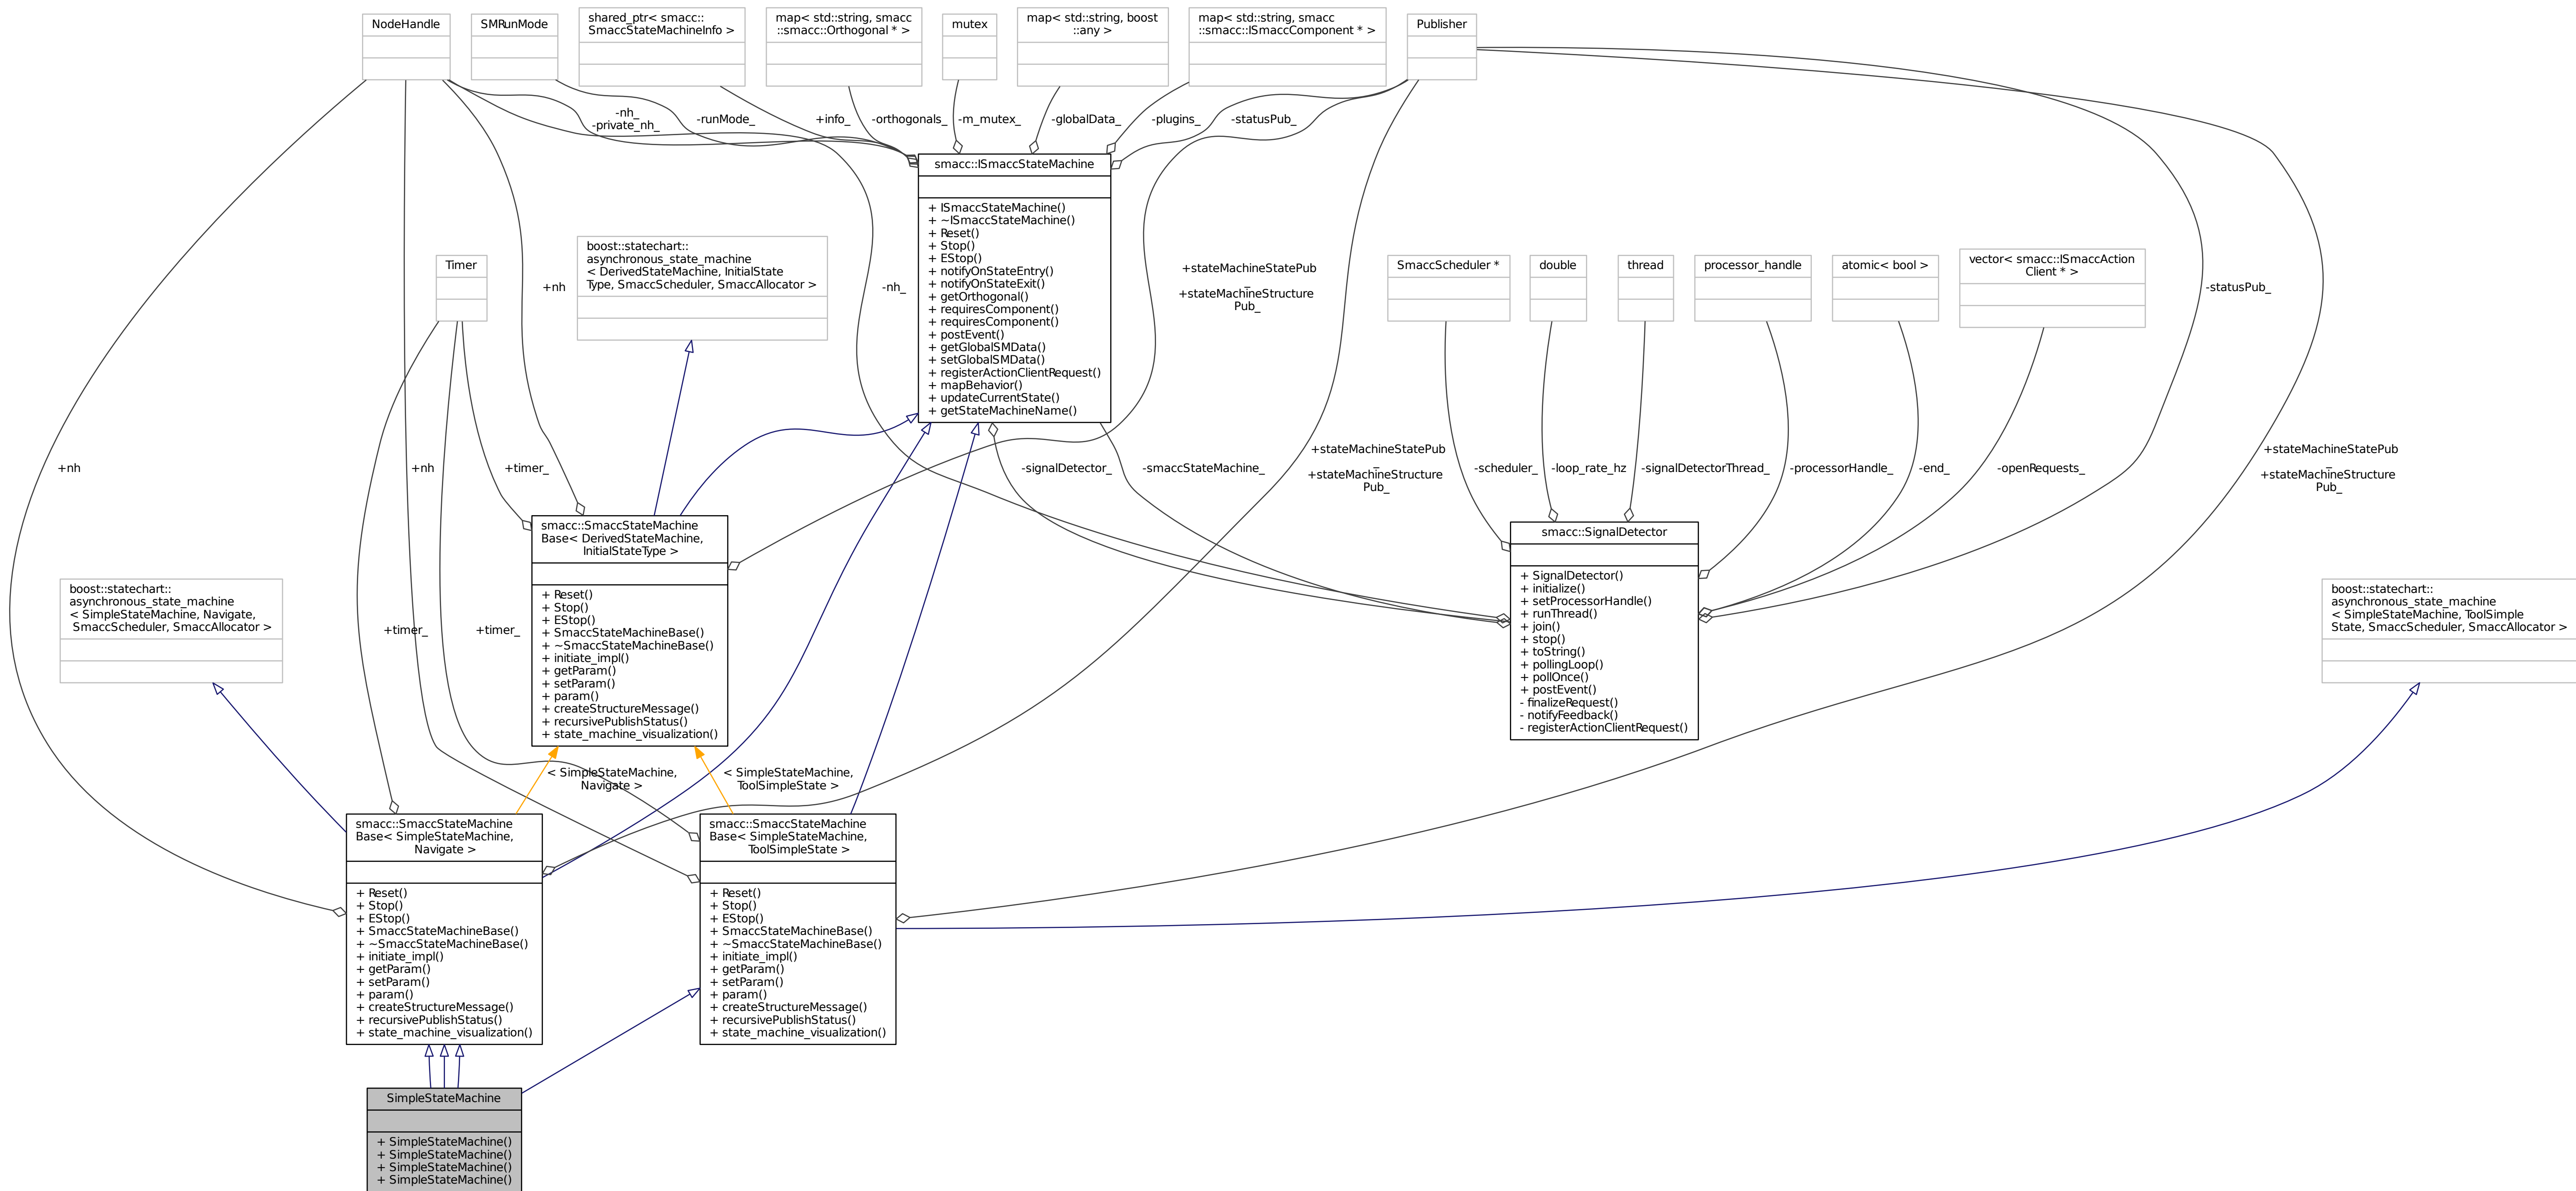 NodeHandle
SMRunMode
shared_ptr< smacc::
SmaccStateMachineInfo >
map< std::string, smacc
::smacc::Orthogonal * >
mutex
map< std::string, boost
::any >
map< std::string, smacc
::smacc::ISmaccComponent * >
Publisher
-nh_
-private_nh_
-runMode_
+info_
-orthogonals_
-m_mutex_
-globalData_
-plugins_
-statusPub_
smacc::ISmaccStateMachine
+ ISmaccStateMachine()
+ ~ISmaccStateMachine()
+ Reset()
+ Stop()
+ EStop()
+ notifyOnStateEntry()
+ notifyOnStateExit()
+ getOrthogonal()
+ requiresComponent()
+ requiresComponent()
+ postEvent()
+ getGlobalSMData()
+ setGlobalSMData()
+ registerActionClientRequest()
+ mapBehavior()
+ updateCurrentState()
+ getStateMachineName()
Timer
boost::statechart::
asynchronous_state_machine
< DerivedStateMachine, InitialState
Type, SmaccScheduler, SmaccAllocator >
+nh
-nh_
+stateMachineStatePub
_
+stateMachineStructure
Pub_
SmaccScheduler *
double
thread
processor_handle
atomic< bool >
vector< smacc::ISmaccAction
Client * >
-statusPub_
+nh
+nh
+timer_
-signalDetector_
-smaccStateMachine_
+stateMachineStatePub
_
+stateMachineStructure
Pub_
-scheduler_
-loop_rate_hz
-signalDetectorThread_
-processorHandle_
-end_
-openRequests_
+stateMachineStatePub
_
+stateMachineStructure
Pub_
smacc::SmaccStateMachine
Base< DerivedStateMachine,
InitialStateType >
+ Reset()
+ Stop()
+ EStop()
+ SmaccStateMachineBase()
+ ~SmaccStateMachineBase()
+ initiate_impl()
+ getParam()
+ setParam()
+ param()
+ createStructureMessage()
+ recursivePublishStatus()
+ state_machine_visualization()
smacc::SignalDetector
+ SignalDetector()
+ initialize()
+ setProcessorHandle()
+ runThread()
+ join()
+ stop()
+ toString()
+ pollingLoop()
+ pollOnce()
+ postEvent()
- finalizeRequest()
- notifyFeedback()
- registerActionClientRequest()
boost::statechart::
asynchronous_state_machine
< SimpleStateMachine, Navigate,
SmaccScheduler, SmaccAllocator >
+timer_
+timer_
boost::statechart::
asynchronous_state_machine
< SimpleStateMachine, ToolSimple
State, SmaccScheduler, SmaccAllocator >
< SimpleStateMachine,
Navigate >
< SimpleStateMachine,
ToolSimpleState >
smacc::SmaccStateMachine
Base< SimpleStateMachine,
Navigate >
+ Reset()
+ Stop()
+ EStop()
+ SmaccStateMachineBase()
+ ~SmaccStateMachineBase()
+ initiate_impl()
+ getParam()
+ setParam()
+ param()
+ createStructureMessage()
+ recursivePublishStatus()
+ state_machine_visualization()
smacc::SmaccStateMachine
Base< SimpleStateMachine,
ToolSimpleState >
+ Reset()
+ Stop()
+ EStop()
+ SmaccStateMachineBase()
+ ~SmaccStateMachineBase()
+ initiate_impl()
+ getParam()
+ setParam()
+ param()
+ createStructureMessage()
+ recursivePublishStatus()
+ state_machine_visualization()
SimpleStateMachine
+ SimpleStateMachine()
+ SimpleStateMachine()
+ SimpleStateMachine()
+ SimpleStateMachine()